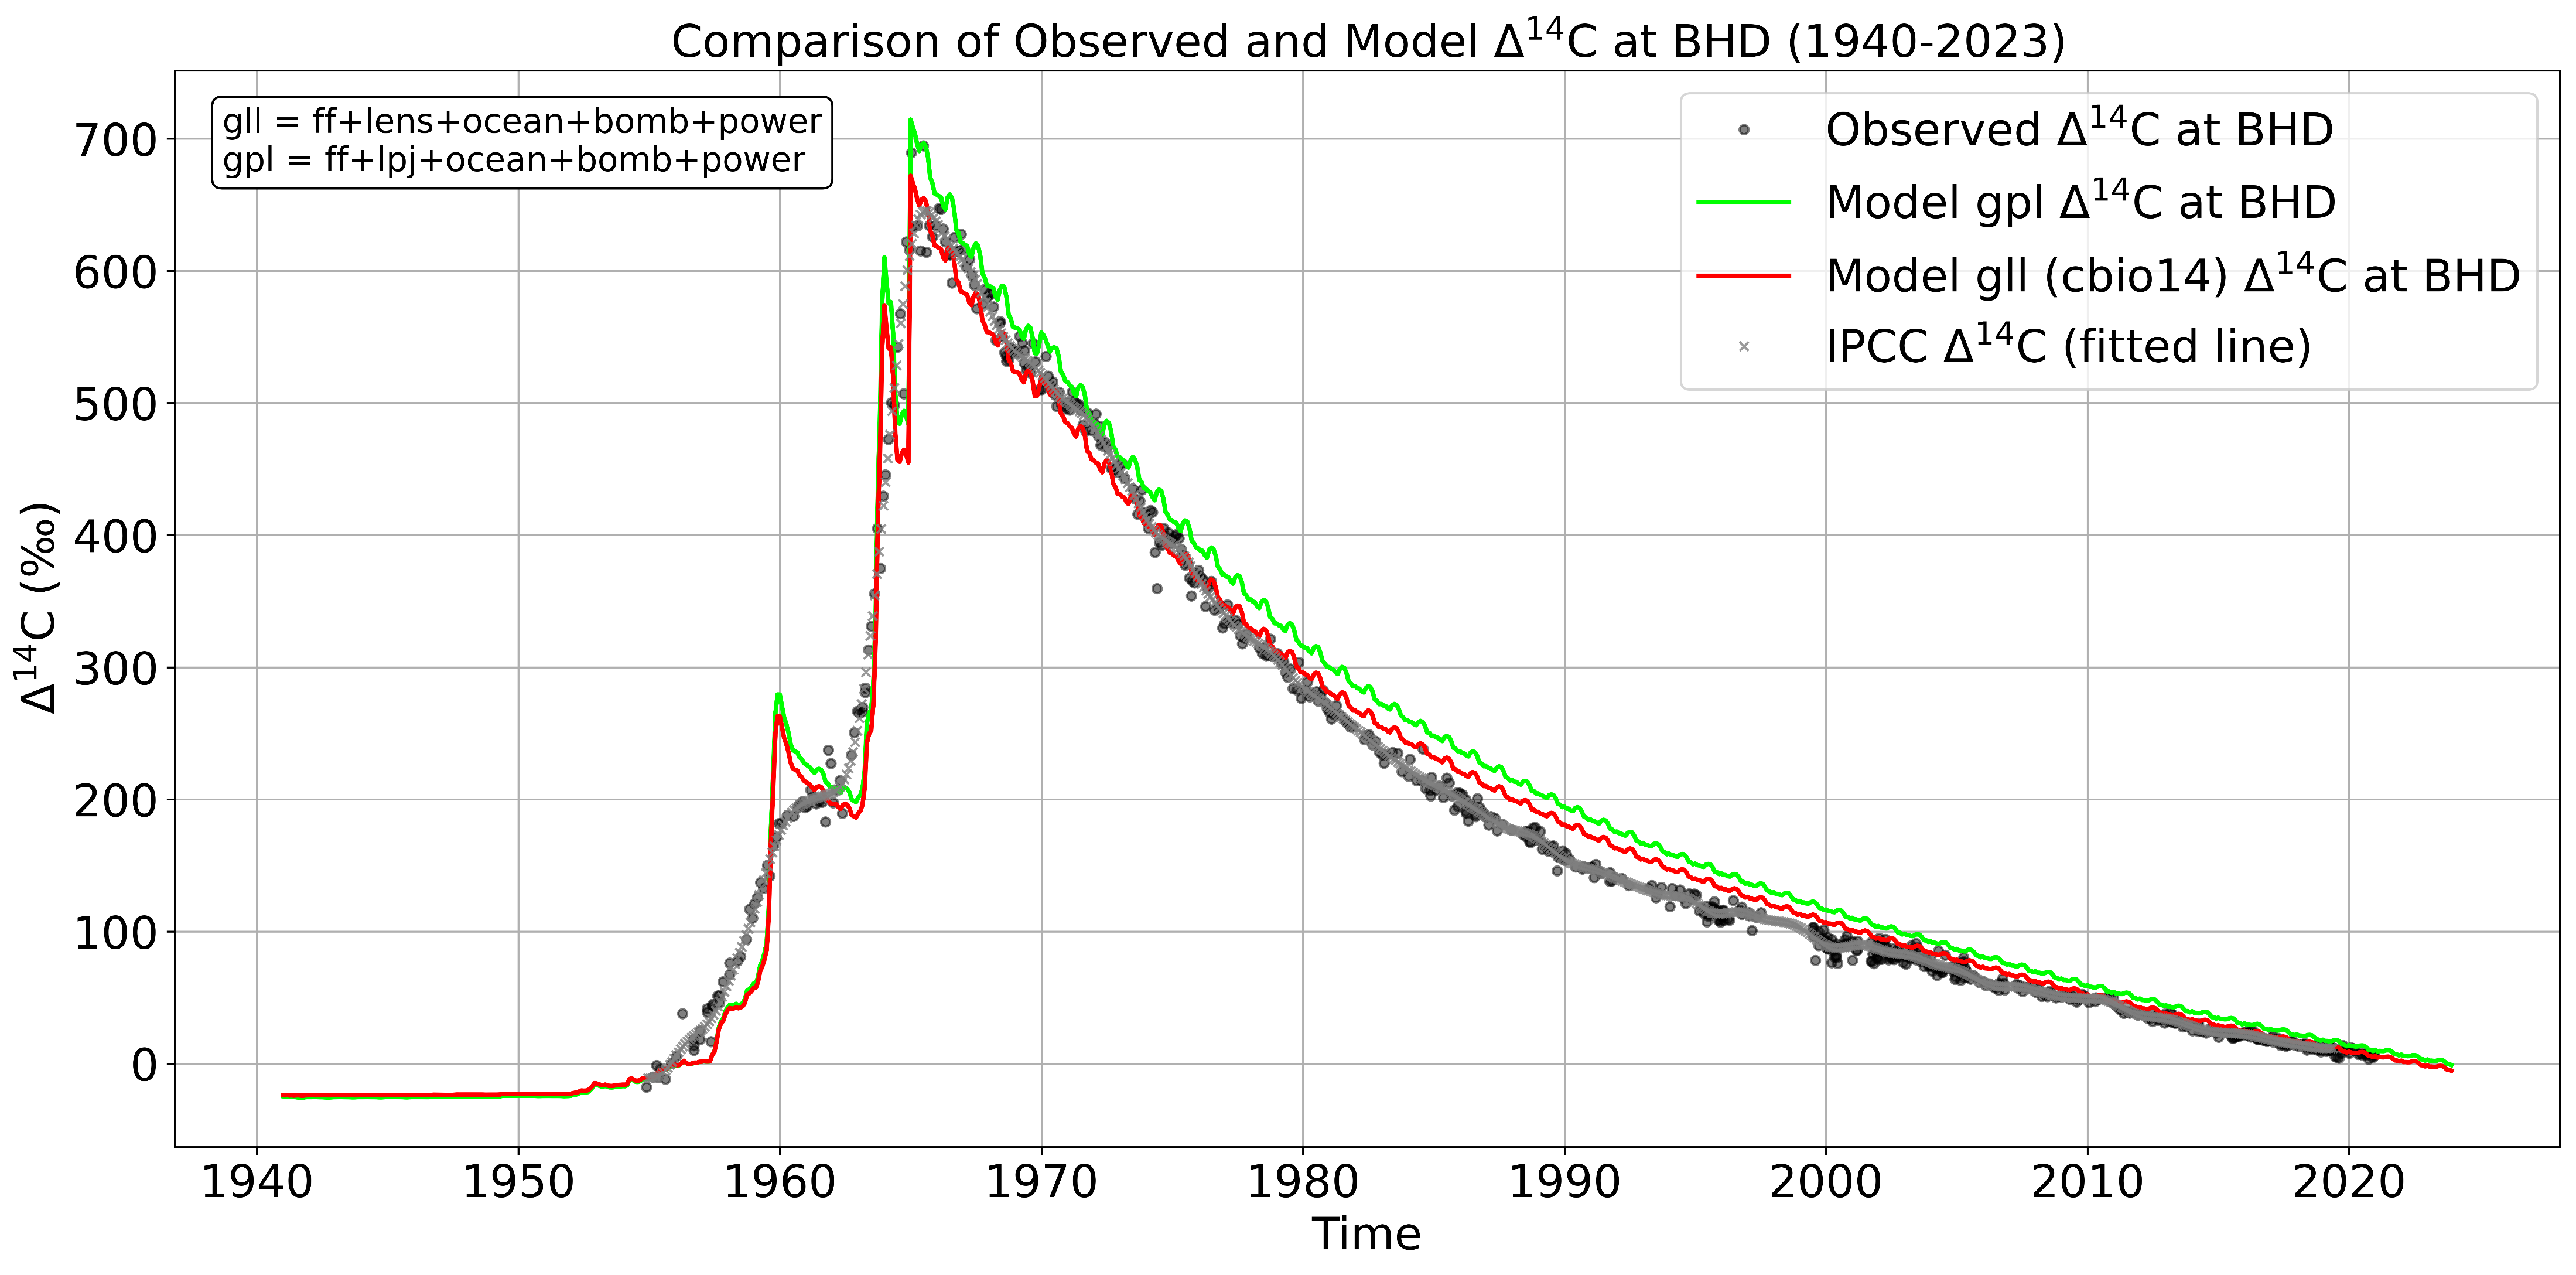 Comparison of Observed and Model Δ¹⁴C at BHD (1940-2023)
gll = ff+lens+ocean+bomb+power
gpl = ff+lpj+ocean+bomb+power
Observed Δ¹⁴C at BHD
Model gpl Δ¹⁴C at BHD
Model gll (cbio14) Δ¹⁴C at BHD
IPCC Δ¹⁴C (fitted line)
Δ¹⁴C (‰)
700
600
500
400
300
200
100
0
1940 1950 1960 1970 1980 1990 2000 2010 2020
Time